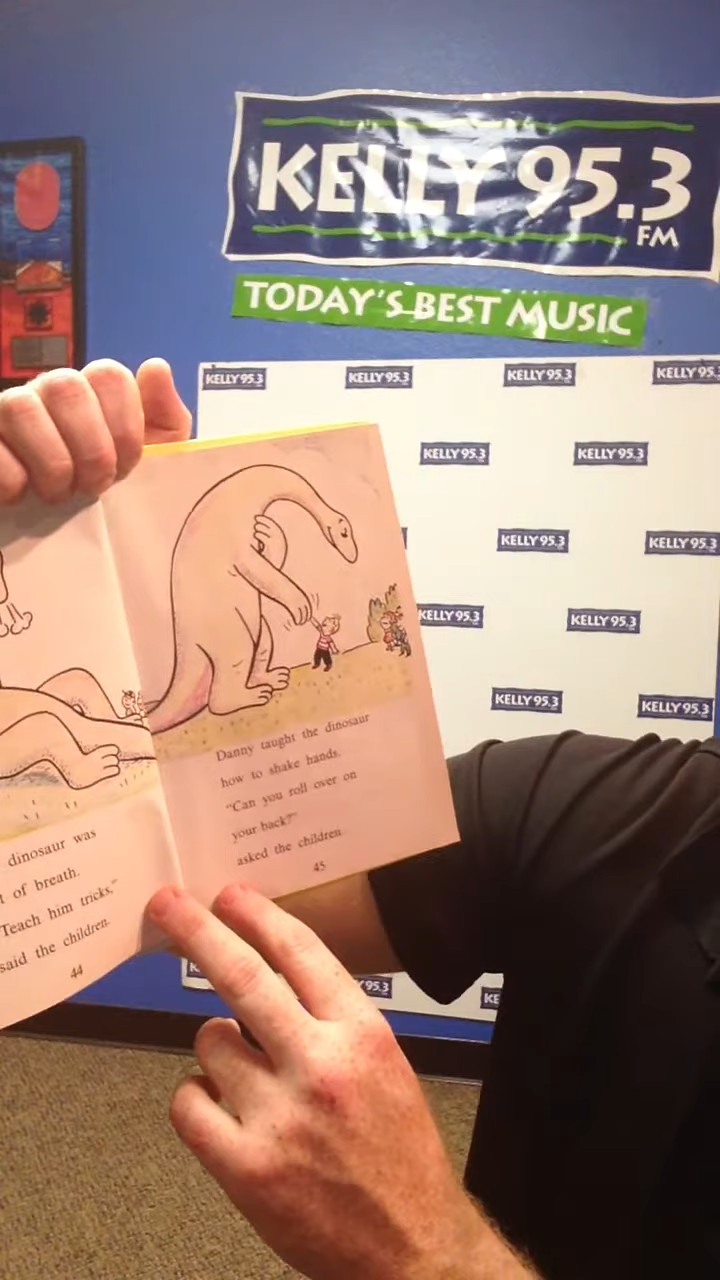 KELLY 95.3
FM
TODAY'S BEST MUSIC
KELLY 95.3
KELLY 95.3
KELLY 95.3
KELLY 95.3
KELLY 95.3
KELLY 95.3
KELLY 95.3
KELLY 95.3
KELLY 95.3
KELLY 95.3
KELLY 95.3
KELLY 95.3
dinosaur was
of breath.
Teach him tricks,"
said the children.
44
Danny taught the dinosaur
how to shake hands.
"Can you roll over on
your back?"
asked the children.
45
95.3